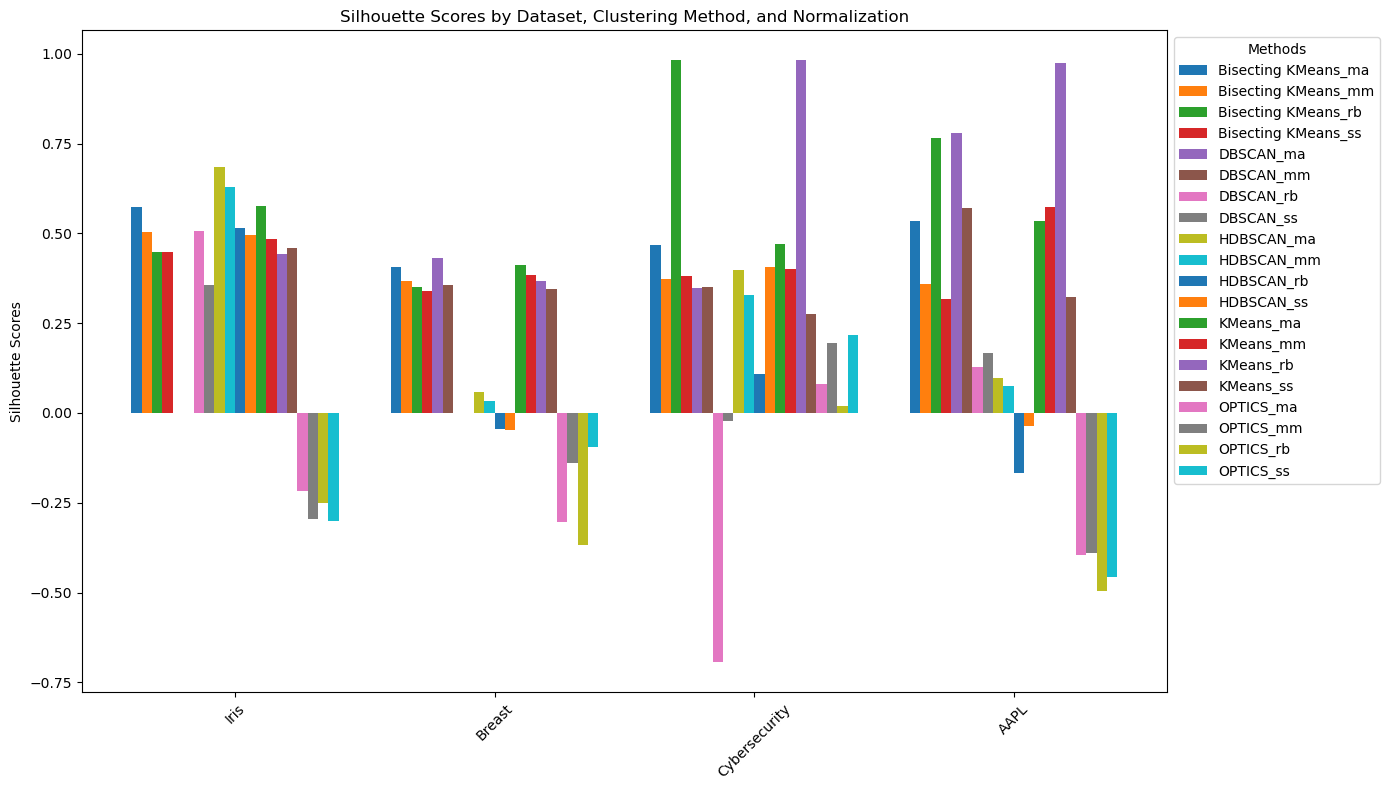 Silhouette Scores by Dataset, Clustering Method, and Normalization
Silhouette Scores
1.00
0.75
0.50
0.25
0.00
−0.25
−0.50
−0.75
Iris
Breast
Cybersecurity
AAPL
Methods
Bisecting KMeans_ma
Bisecting KMeans_mm
Bisecting KMeans_rb
Bisecting KMeans_ss
DBSCAN_ma
DBSCAN_mm
DBSCAN_rb
DBSCAN_ss
HDBSCAN_ma
HDBSCAN_mm
HDBSCAN_rb
HDBSCAN_ss
KMeans_ma
KMeans_mm
KMeans_rb
KMeans_ss
OPTICS_ma
OPTICS_mm
OPTICS_rb
OPTICS_ss